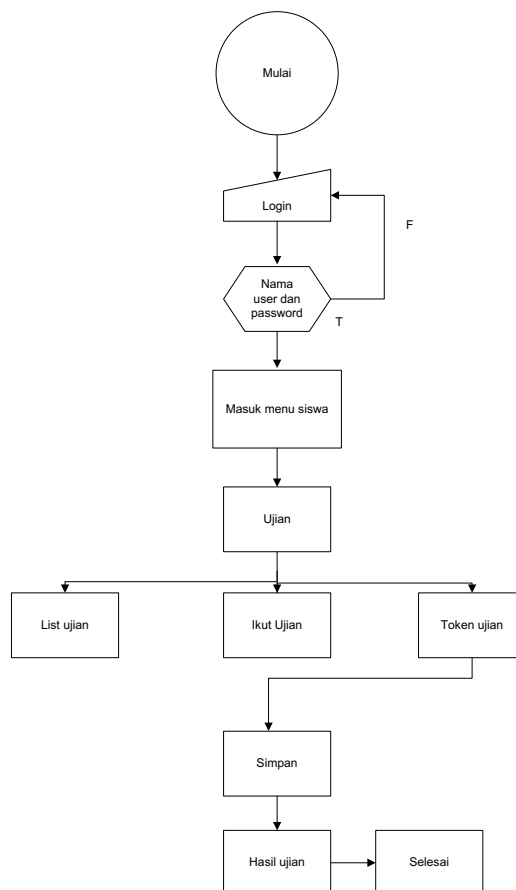 Mulai
Login
F
Nama
user dan
password
T
Masuk menu siswa
Ujian
List ujian
Ikut Ujian
Token ujian
Simpan
Hasil ujian
Selesai